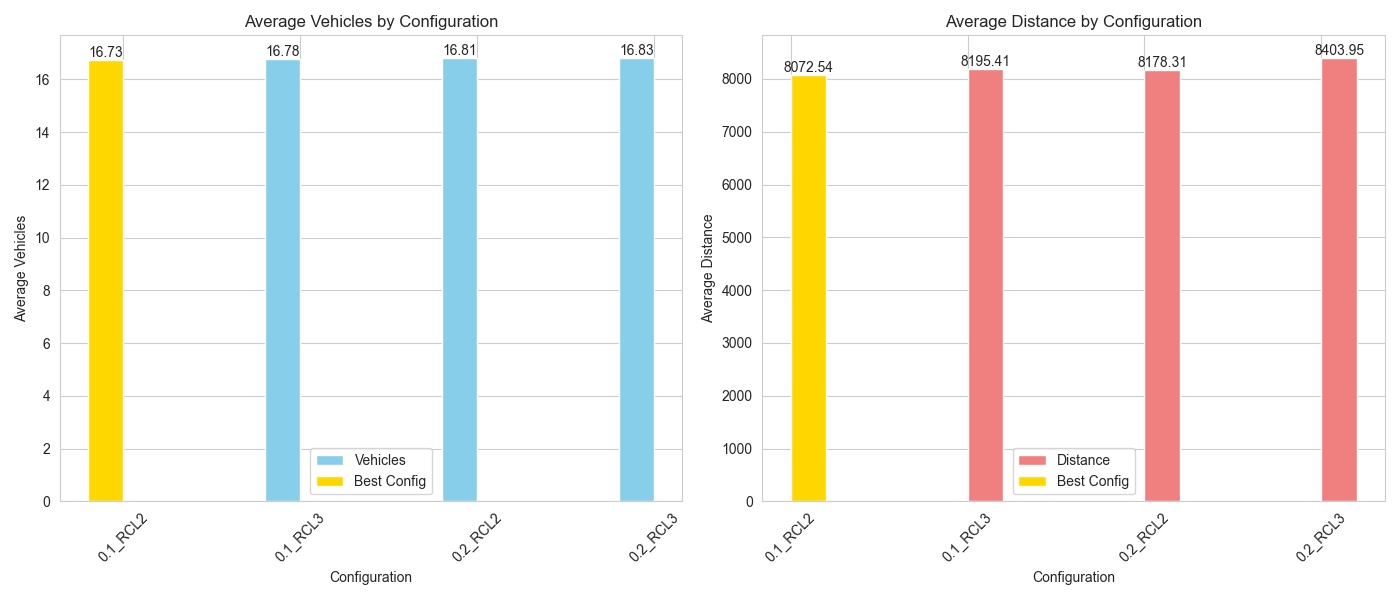 Average Vehicles by Configuration
16.73
16.78
16.81
16.83
16
14
12
10
8
6
4
2
0
Average Vehicles
Vehicles
Best Config
0.1_RCL2
0.1_RCL3
0.2_RCL2
0.2_RCL3
Configuration
Average Distance by Configuration
8072.54
8195.41
8178.31
8403.95
8000
7000
6000
5000
4000
3000
2000
1000
0
Average Distance
Distance
Best Config
0.1_RCL2
0.1_RCL3
0.2_RCL2
0.2_RCL3
Configuration